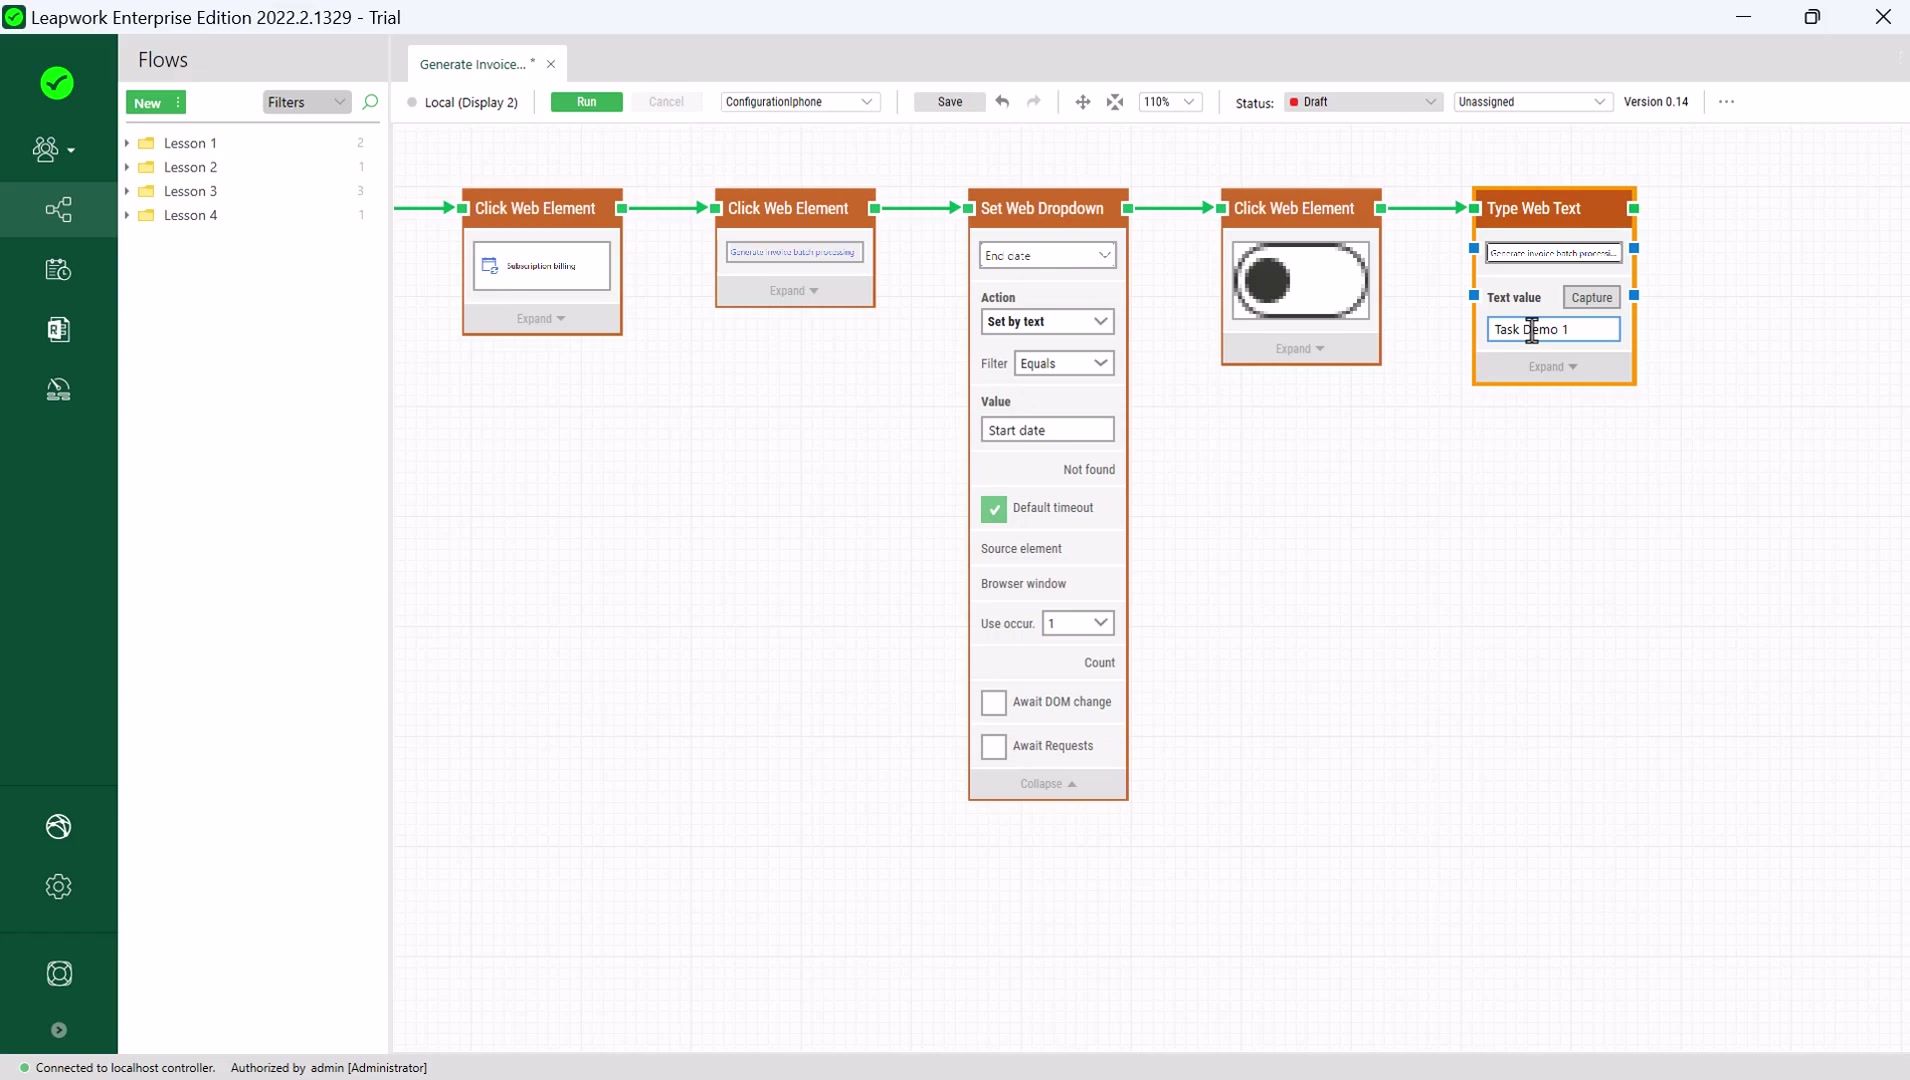 Leapwork Enterprise Edition 2022.2.1329 - Trial
Flows
Generate Invoice... *
New
Filters
Local (Display 2)
Run
Cancel
ConfigurationIphone
Save
110%
Status:
Draft
Unassigned
Version 0.14
Lesson 1 2
Lesson 2 1
Lesson 3 3
Lesson 4 1
Click Web Element
Subscription billing
Expand
Click Web Element
Generate invoice batch processing
Expand
Set Web Dropdown
End date
Action
Set by text
Filter Equals
Value
Start date
Not found
Default timeout
Source element
Browser window
Use occur. 1
Count
Await DOM change
Await Requests
Collapse
Click Web Element
Expand
Type Web Text
Generate invoice batch processi...
Text value Capture
Task Demo 1
Expand
Connected to localhost controller. Authorized by admin [Administrator]